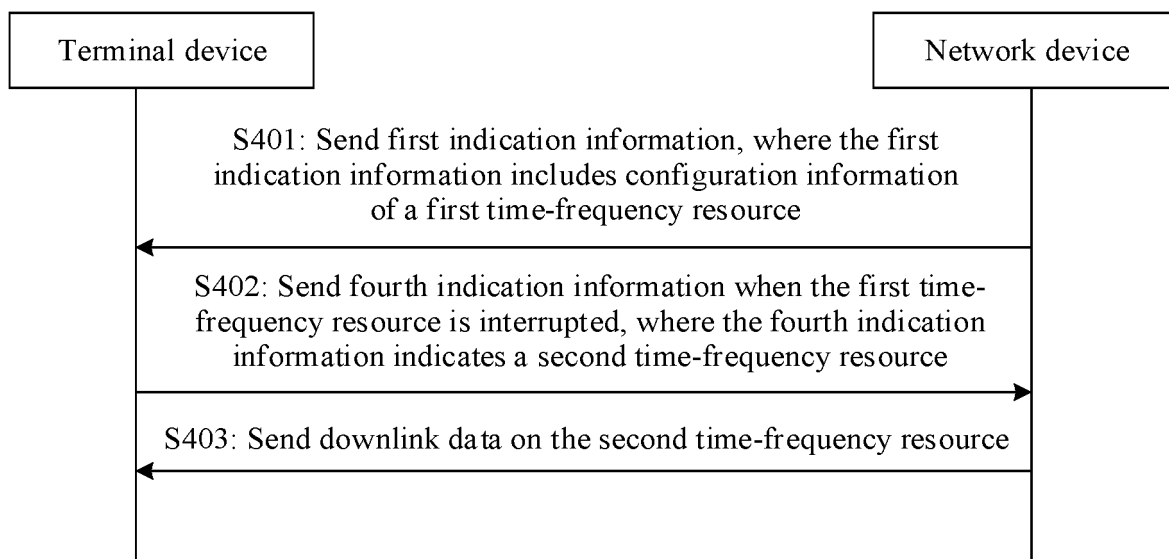 Terminal device
Network device
S401: Send first indication information, where the first
indication information includes configuration information
of a first time-frequency resource
S402: Send fourth indication information when the first time-
frequency resource is interrupted, where the fourth indication
information indicates a second time-frequency resource
S403: Send downlink data on the second time-frequency resource